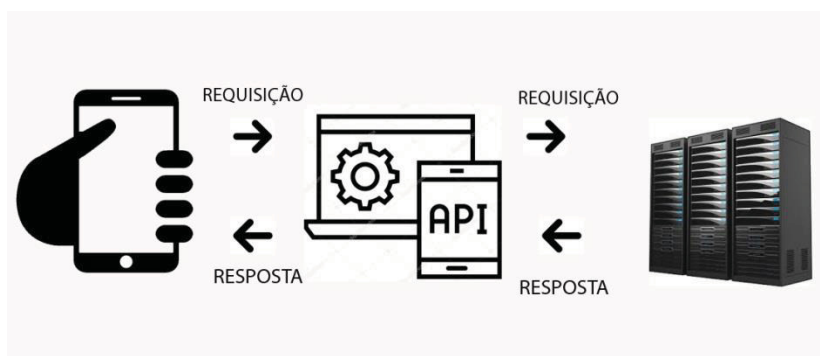 REQUISIÇÃO
REQUISIÇÃO
API
RESPOSTA
RESPOSTA